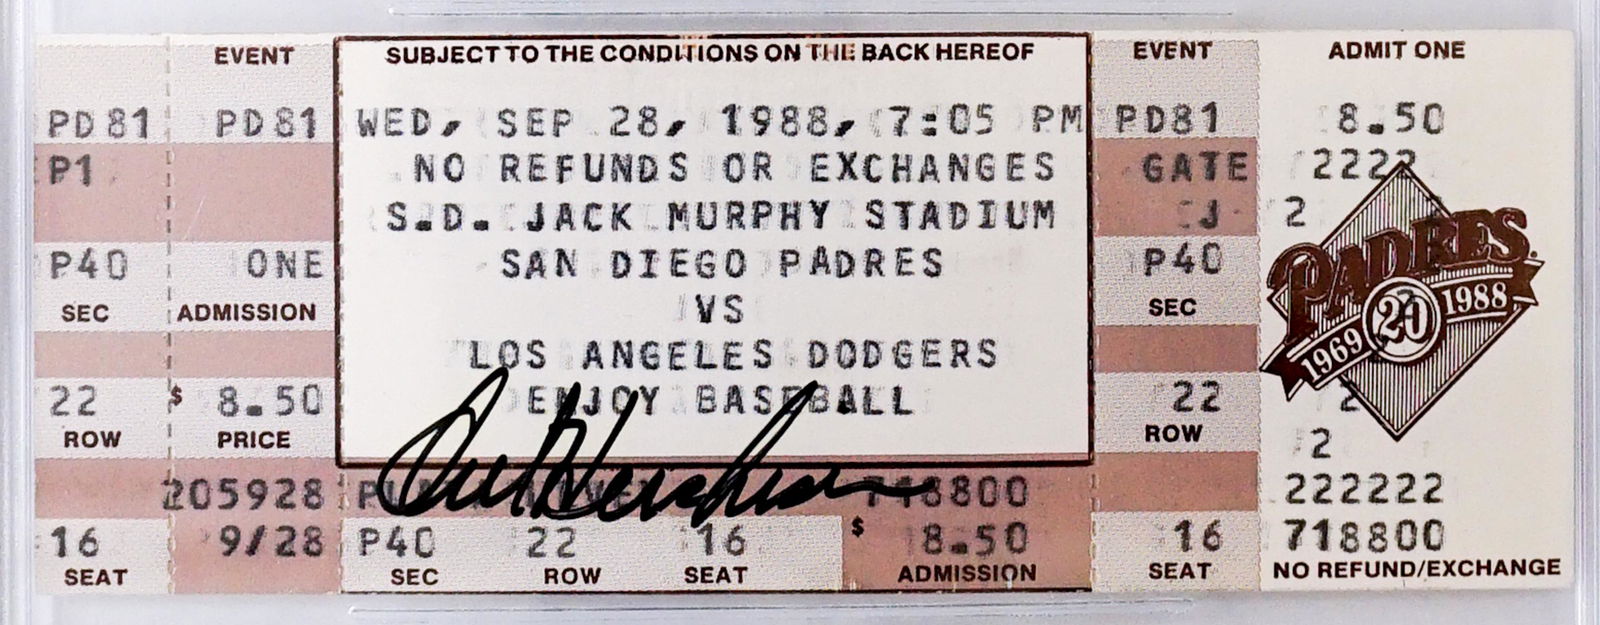 EVENT
PD81 PD81
P1
P40 ONE
SEC ADMISSION
22 $ 8.50
ROW PRICE
205928
16 9/28
SEAT
SUBJECT TO THE CONDITIONS ON THE BACK HEREOF
WED, SEP 28, 1988, 7:05 PM
NO REFUNDS OR EXCHANGES
S.D. JACK MURPHY STADIUM
SAN DIEGO PADRES
VS
LOS ANGELES DODGERS
ENJOY BASEBALL
Orel Hershiser
718800
P40 22 16 $ 8.50
SEC ROW SEAT ADMISSION
EVENT
PD81
GATE
J
P40
SEC
22
ROW
16
SEAT
ADMIT ONE
8.50
2222
2
PADRES
1969 20 1988
2
2
222222
718800
NO REFUND/EXCHANGE